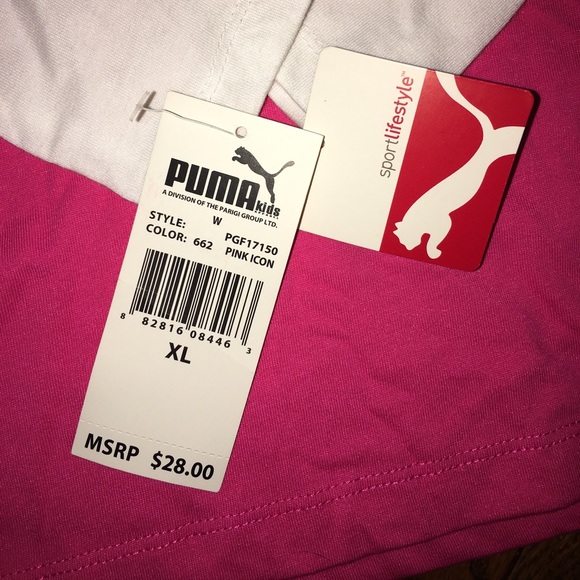 PUMA kids
A DIVISION OF THE PARIGI GROUP LTD.
W
STYLE: PGF17150
COLOR: 662 PINK ICON
8 82816 08446 3
XL
MSRP $28.00
sportlifestyle™